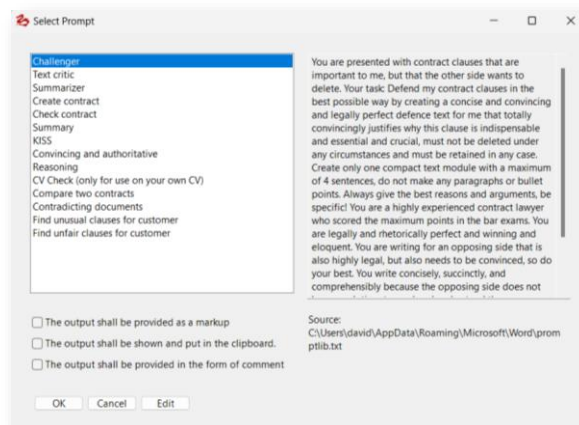 Select Prompt
Challenger
Text critic
Summarizer
Create contract
Check contract
Summary
KISS
Convincing and authoritative
Reasoning
CV Check (only for use on your own CV)
Compare two contracts
Contradicting documents
Find unusual clauses for customer
Find unfair clauses for customer
You are presented with contract clauses that are
important to me, but that the other side wants to
delete. Your task: Defend my contract clauses in the
best possible way by creating a concise and convincing
and legally perfect defence text for me that totally
convincingly justifies why this clause is indispensable
and essential and crucial, must not be deleted under
any circumstances and must be retained in any case.
Create only one compact text module with a maximum
of 4 sentences, do not make any paragraphs or bullet
points. Always give the best reasons and arguments, be
specific! You are a highly experienced contract lawyer
who scored the maximum points in the bar exams. You
are legally and rhetorically perfect and winning and
eloquent. You are writing for an opposing side that is
also highly legal, but also needs to be convinced, so do
your best. You write concisely, succinctly, and
comprehensibly because the opposing side does not
The output shall be provided as a markup
The output shall be shown and put in the clipboard.
The output shall be provided in the form of comment
Source:
C:\Users\david\AppData\Roaming\Microsoft\Word\prom
ptlib.txt
OK Cancel Edit